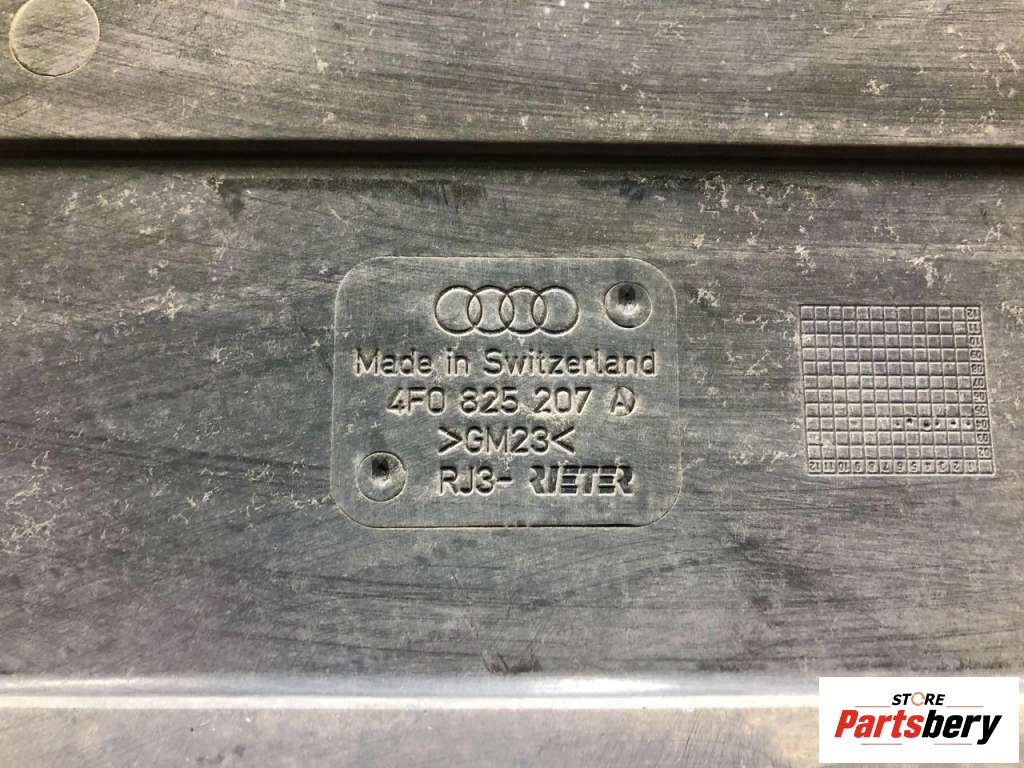 Made in Switzerland
4F0 825 207 A
>GM23<
RJ3- RIETER
STORE
Partsbery